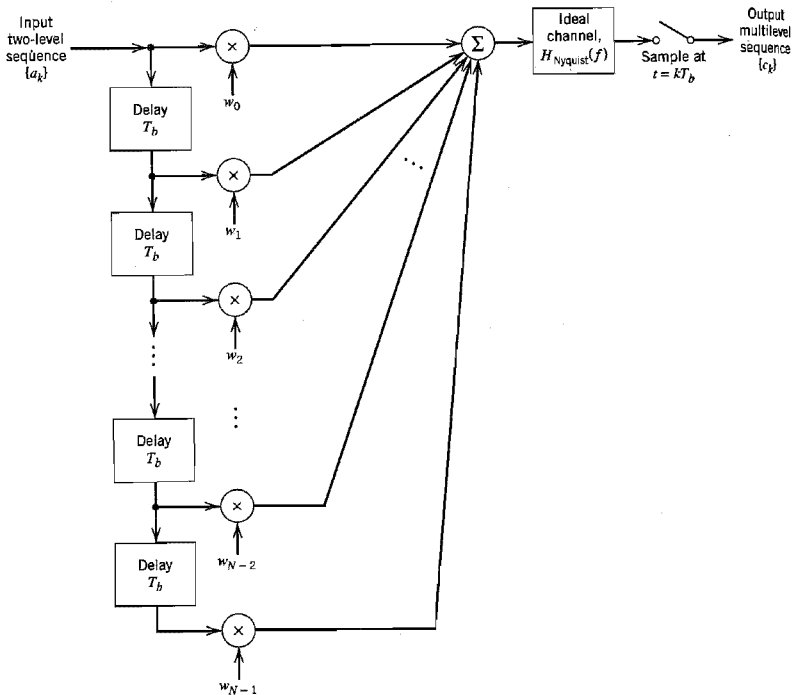 Input
two-level
sequence
{a_k}
×
w_0
Σ
Ideal
channel,
H_Nyquist(f)
Sample at
t = kT_b
Output
multilevel
sequence
{c_k}
Delay
T_b
×
w_1
Delay
T_b
×
w_2
Delay
T_b
×
w_{N-2}
Delay
T_b
×
w_{N-1}